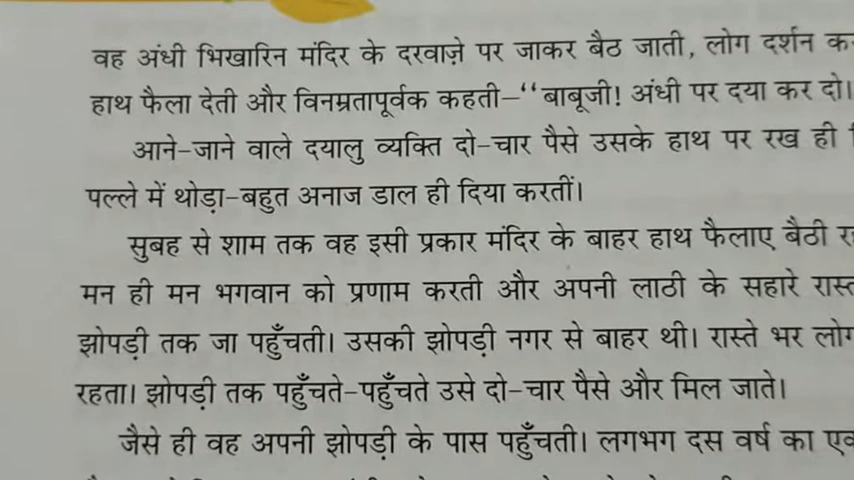 वह अंधी भिखारिन मंदिर के दरवाज़े पर जाकर बैठ जाती, लोग दर्शन
हाथ फैला देती और विनम्रतापूर्वक कहती–“बाबूजी! अंधी पर दया कर दो।
आने-जाने वाले दयालु व्यक्ति दो-चार पैसे उसके हाथ पर रख ही
पल्ले में थोड़ा-बहुत अनाज डाल ही दिया करतीं।
सुबह से शाम तक वह इसी प्रकार मंदिर के बाहर हाथ फैलाए बैठी
मन ही मन भगवान को प्रणाम करती और अपनी लाठी के सहारे
झोपड़ी तक जा पहुँचती। उसकी झोपड़ी नगर से बाहर थी। रास्ते भर
रहता। झोपड़ी तक पहुँचते-पहुँचते उसे दो-चार पैसे और मिल जाते।
जैसे ही वह अपनी झोपड़ी के पास पहुँचती। लगभग दस वर्ष का